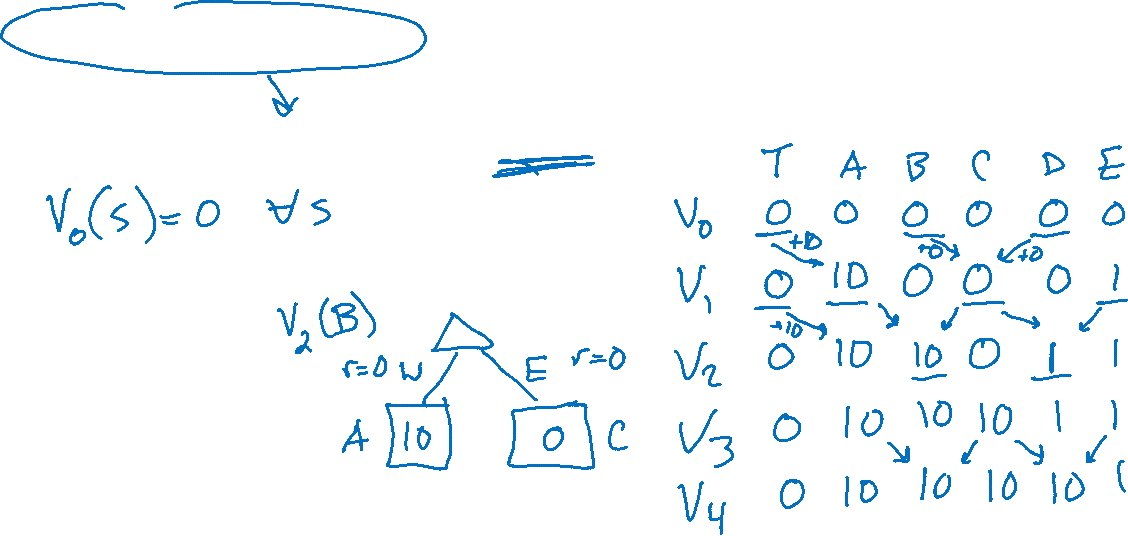 V₀(S) = 0 ∀ S
V₂(B)
r=0 W E r=0
A 10 0 C
T A B C D E
V₀ 0 0 0 0 0 0
+10 +0 +0
V₁ 0 10 0 0 0 1
+10
V₂ 0 10 10 0 1 1
V₃ 0 10 10 10 1 1
V₄ 0 10 10 10 10